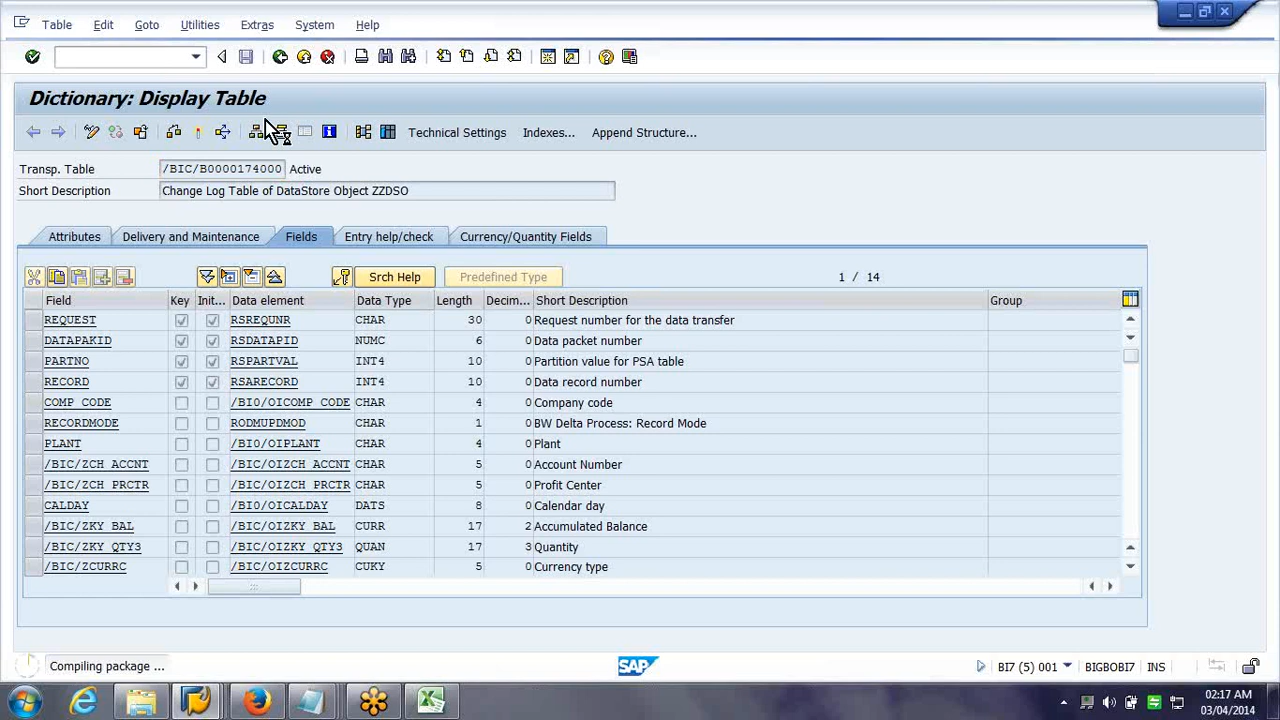 Table Edit Goto Utilities Extras System Help
Dictionary: Display Table
Technical Settings Indexes... Append Structure...
Transp. Table /BIC/B0000174000 Active
Short Description Change Log Table of DataStore Object ZZDSO
Attributes Delivery and Maintenance Fields Entry help/check Currency/Quantity Fields
Srch Help Predefined Type 1 / 14
Field Key Init... Data element Data Type Length Decim... Short Description Group
REQUEST RSREQUNR CHAR 30 0 Request number for the data transfer
DATAPAKID RSDATAPID NUMC 6 0 Data packet number
PARTNO RSPARTVAL INT4 10 0 Partition value for PSA table
RECORD RSARECORD INT4 10 0 Data record number
COMP_CODE /BI0/OICOMP_CODE CHAR 4 0 Company code
RECORDMODE RODMUPDMOD CHAR 1 0 BW Delta Process: Record Mode
PLANT /BI0/OIPLANT CHAR 4 0 Plant
/BIC/ZCH_ACCNT /BIC/OIZCH_ACCNT CHAR 5 0 Account Number
/BIC/ZCH_PRCTR /BIC/OIZCH_PRCTR CHAR 5 0 Profit Center
CALDAY /BI0/OICALDAY DATS 8 0 Calendar day
/BIC/ZKY_BAL /BIC/OIZKY_BAL CURR 17 2 Accumulated Balance
/BIC/ZKY_QTY3 /BIC/OIZKY_QTY3 QUAN 17 3 Quantity
/BIC/ZCURRC /BIC/OIZCURRC CUKY 5 0 Currency type
Compiling package ... SAP BI7 (5) 001 BIGBOBI7 INS
02:17 AM
03/04/2014